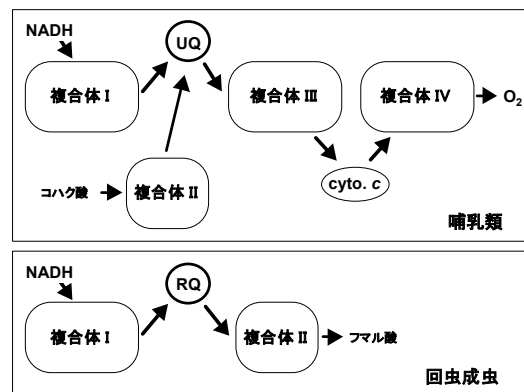 NADH
UQ
複合体 I
複合体 III
複合体 IV
O₂
コハク酸
複合体 II
cyto. c
哺乳類
NADH
RQ
複合体 I
複合体 II
フマル酸
回虫成虫